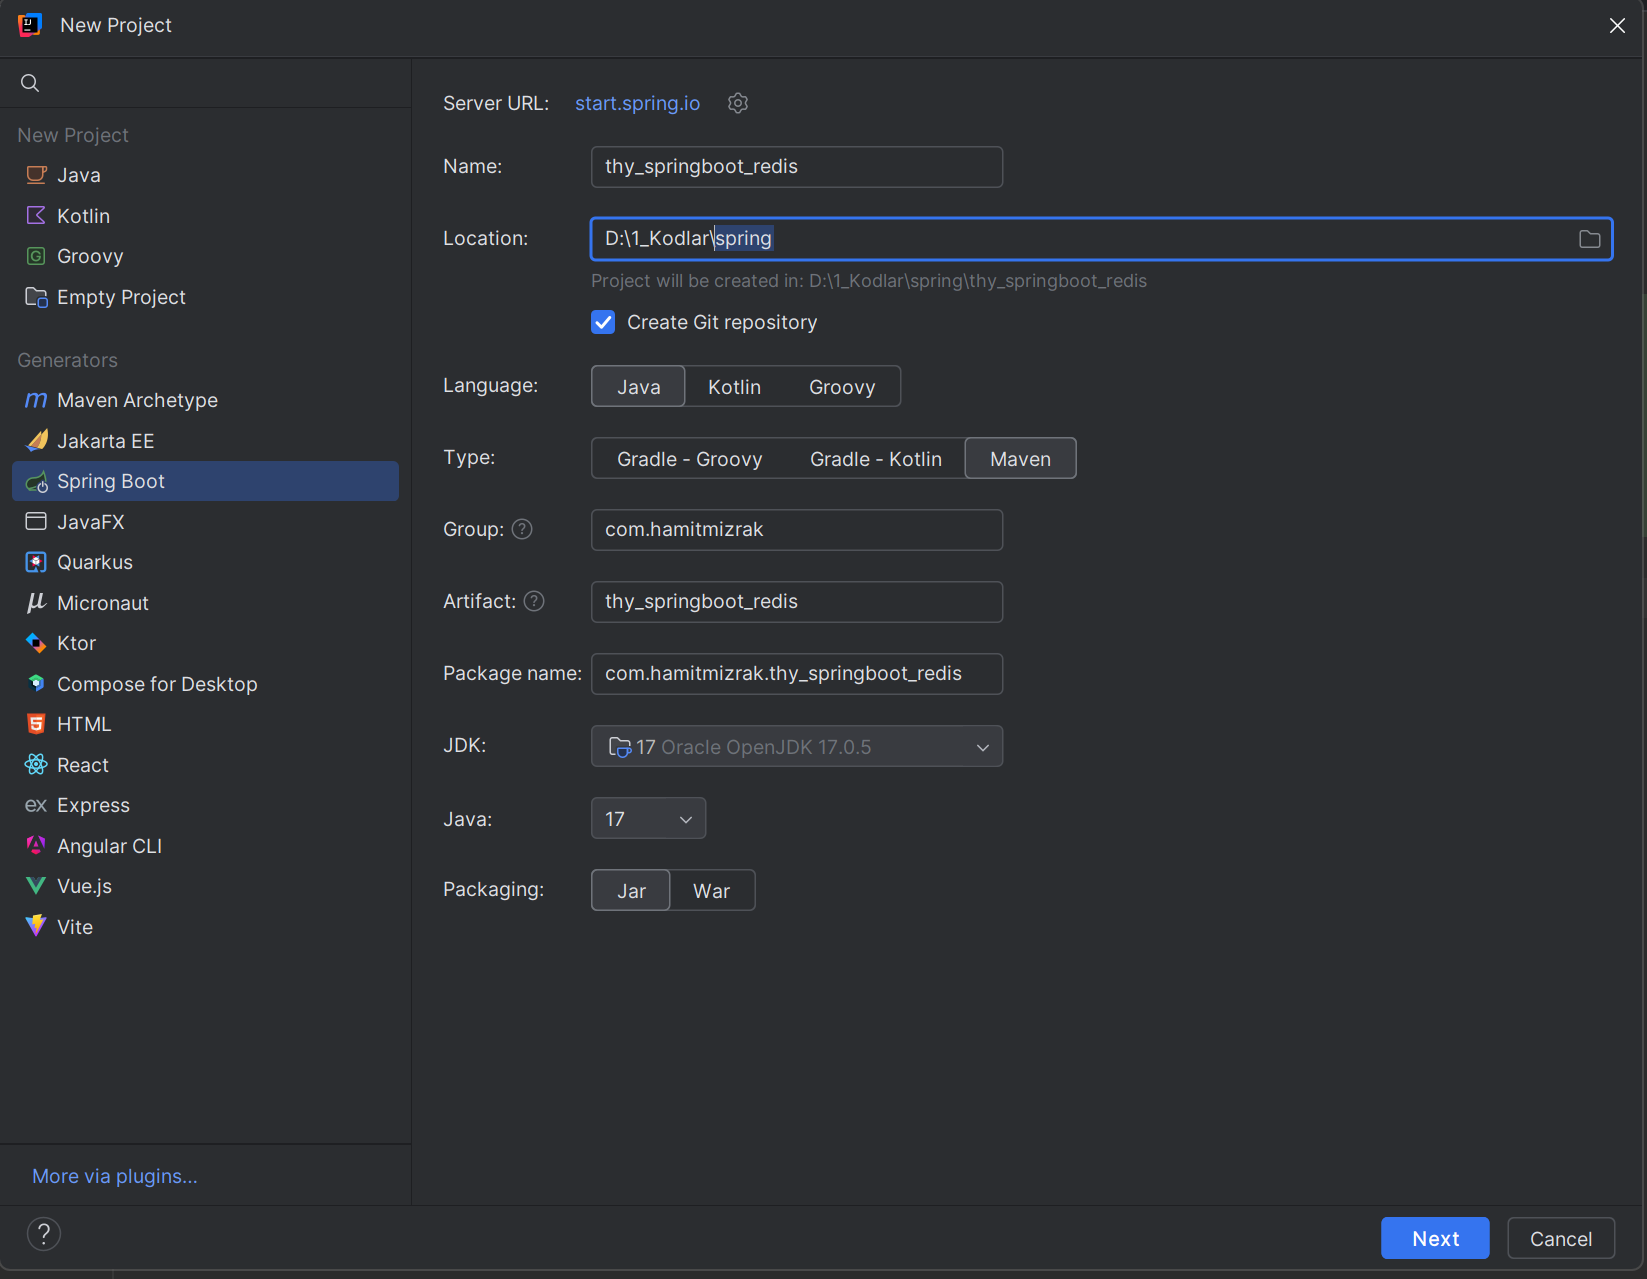 New Project
New Project
Java
Kotlin
Groovy
Empty Project
Generators
Maven Archetype
Jakarta EE
Spring Boot
JavaFX
Quarkus
Micronaut
Ktor
Compose for Desktop
HTML
React
ex Express
Angular CLI
Vue.js
Vite
More via plugins...
Server URL: start.spring.io
Name: thy_springboot_redis
Location: D:\1_Kodlar\spring
Project will be created in: D:\1_Kodlar\spring\thy_springboot_redis
Create Git repository
Language: Java Kotlin Groovy
Type: Gradle - Groovy Gradle - Kotlin Maven
Group: ? com.hamitmizrak
Artifact: ? thy_springboot_redis
Package name: com.hamitmizrak.thy_springboot_redis
JDK: 17 Oracle OpenJDK 17.0.5
Java: 17
Packaging: Jar War
? Next Cancel